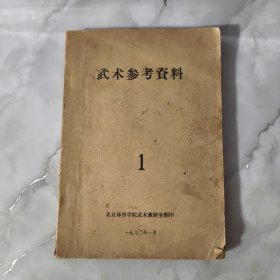 武术参考資料
1
北京体育学院武术教研室翻印
一九八〇年一月